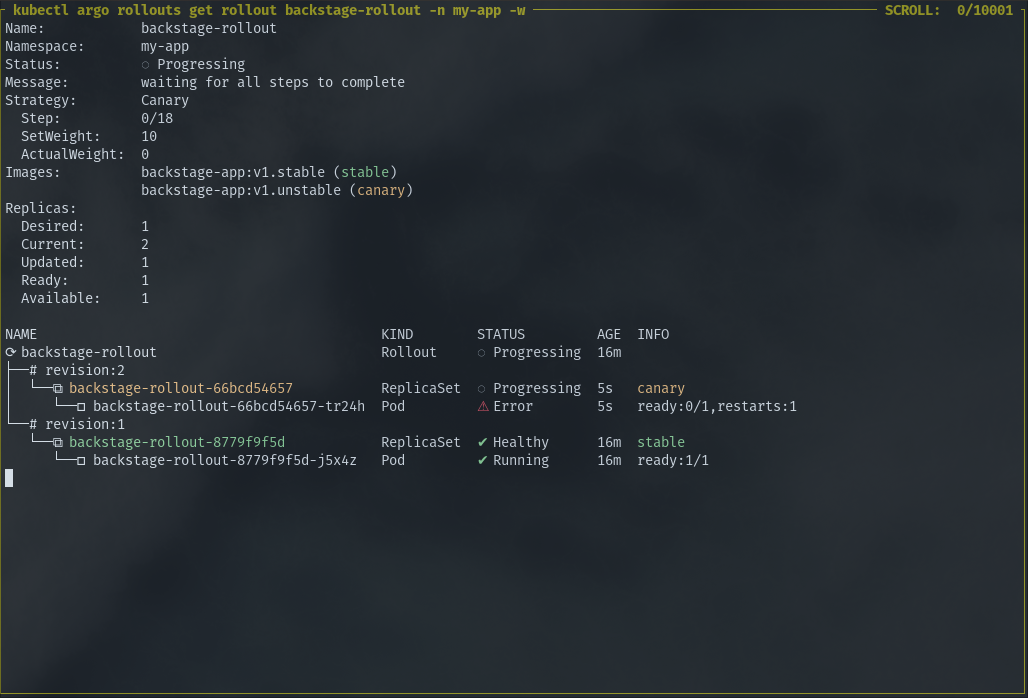 kubectl argo rollouts get rollout backstage-rollout -n my-app -w SCROLL: 0/10001
Name: backstage-rollout
Namespace: my-app
Status: ◌ Progressing
Message: waiting for all steps to complete
Strategy: Canary
Step: 0/18
SetWeight: 10
ActualWeight: 0
Images: backstage-app:v1.stable (stable)
backstage-app:v1.unstable (canary)
Replicas:
Desired: 1
Current: 2
Updated: 1
Ready: 1
Available: 1
NAME KIND STATUS AGE INFO
⟳ backstage-rollout Rollout ◌ Progressing 16m
├──# revision:2
│  └──⧉ backstage-rollout-66bcd54657 ReplicaSet ◌ Progressing 5s canary
│     └──□ backstage-rollout-66bcd54657-tr24h Pod ⚠ Error 5s ready:0/1,restarts:1
└──# revision:1
   └──⧉ backstage-rollout-8779f9f5d ReplicaSet ✔ Healthy 16m stable
      └──□ backstage-rollout-8779f9f5d-j5x4z Pod ✔ Running 16m ready:1/1